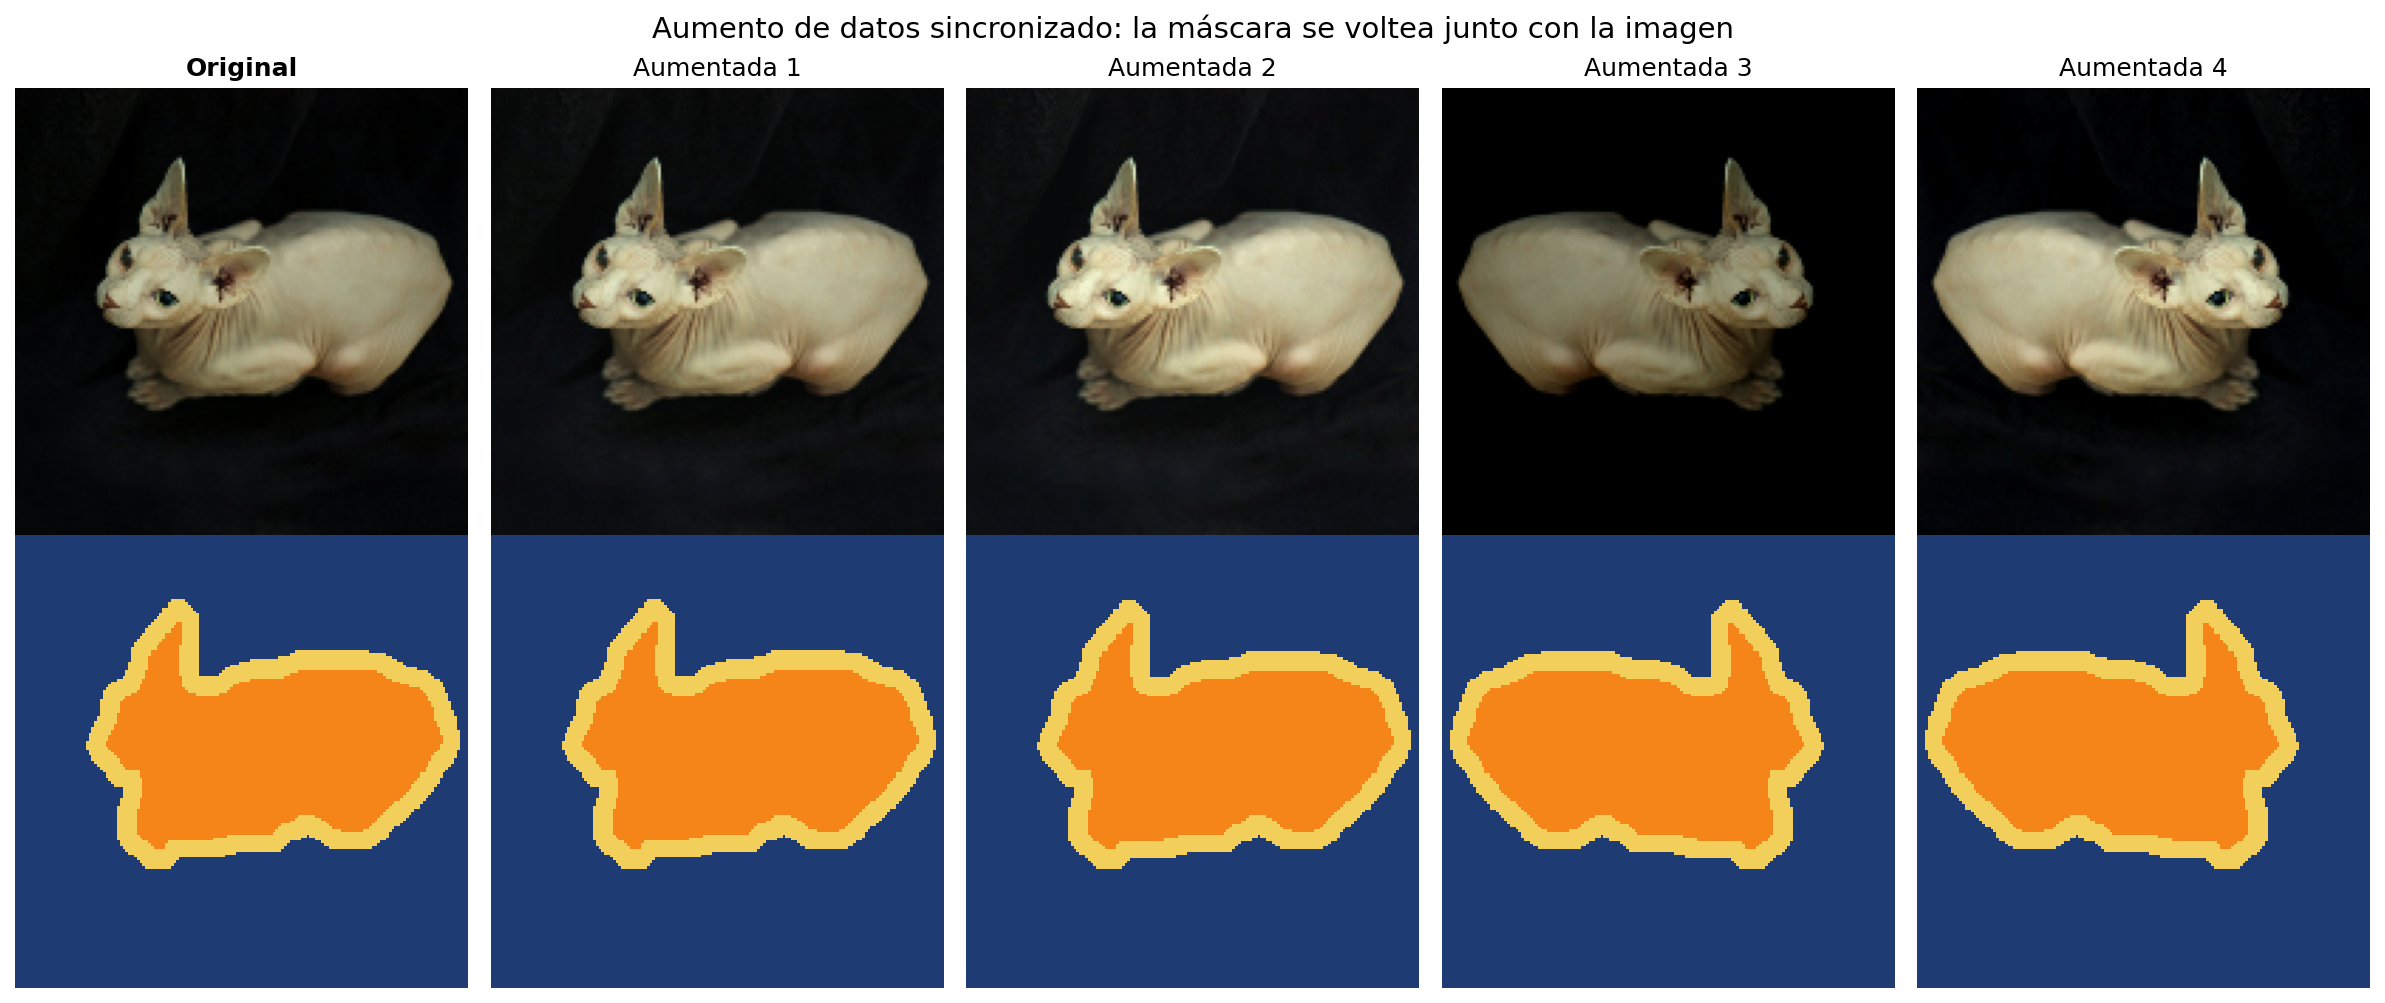 Aumento de datos sincronizado: la máscara se voltea junto con la imagen
Original
Aumentada 1
Aumentada 2
Aumentada 3
Aumentada 4